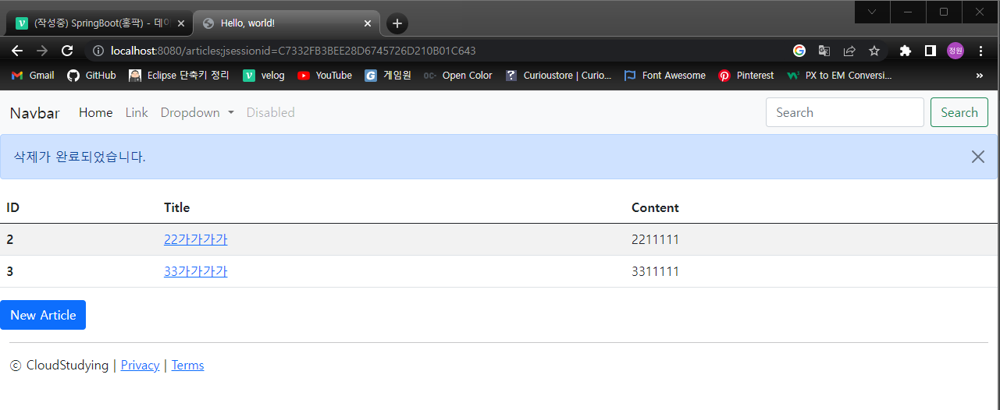 (작성중) SpringBoot(홍팍) - 데이
Hello, world!
localhost:8080/articles;jsessionid=C7332FB3BEE28D6745726D210B01C643
정원
Gmail GitHub Eclipse 단축키 정리 velog YouTube 게임원 OC- Open Color Curioustore | Curio... Font Awesome Pinterest PX to EM Conversi... »
Navbar Home Link Dropdown Disabled Search Search
삭제가 완료되었습니다.
ID Title Content
2 22가가가가 2211111
3 33가가가가 3311111
New Article
ⓒ CloudStudying | Privacy | Terms